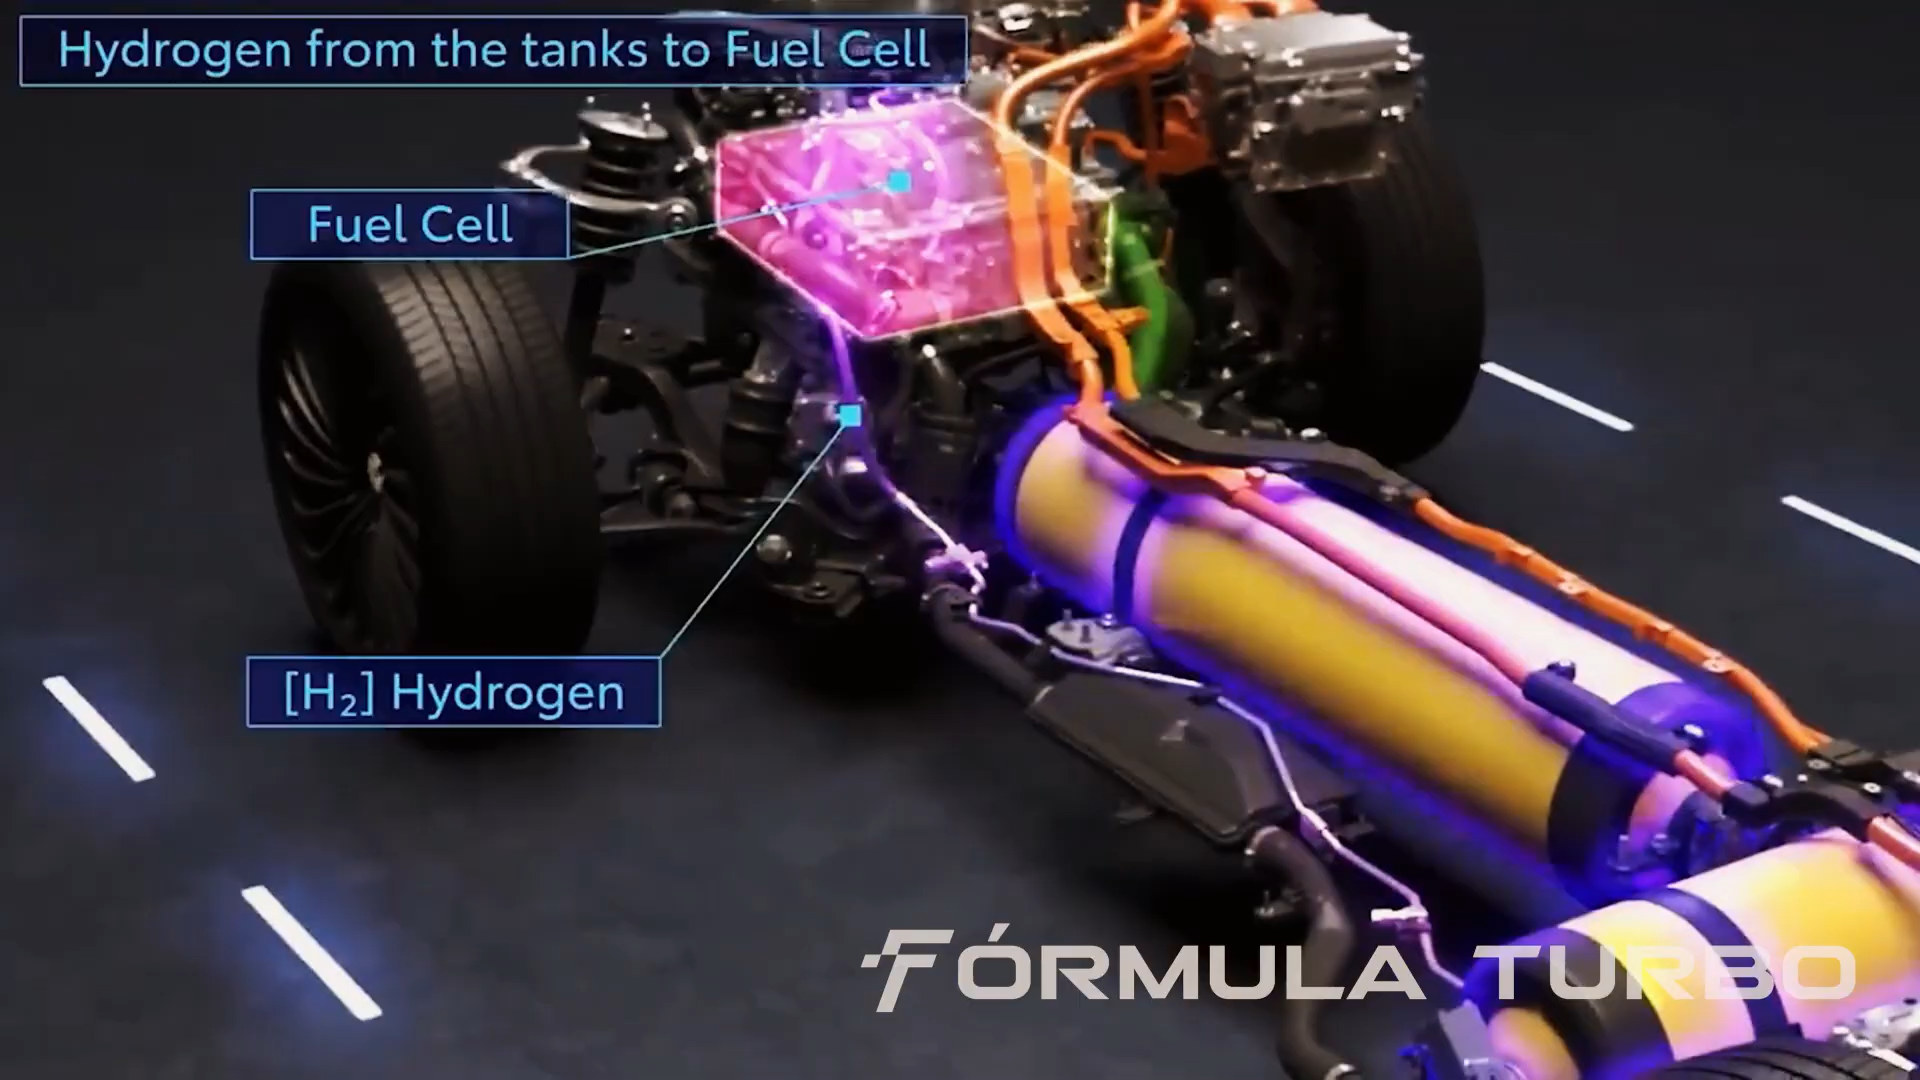 Hydrogen from the tanks to Fuel Cell
Fuel Cell
[H₂] Hydrogen
FÓRMULA TURBO